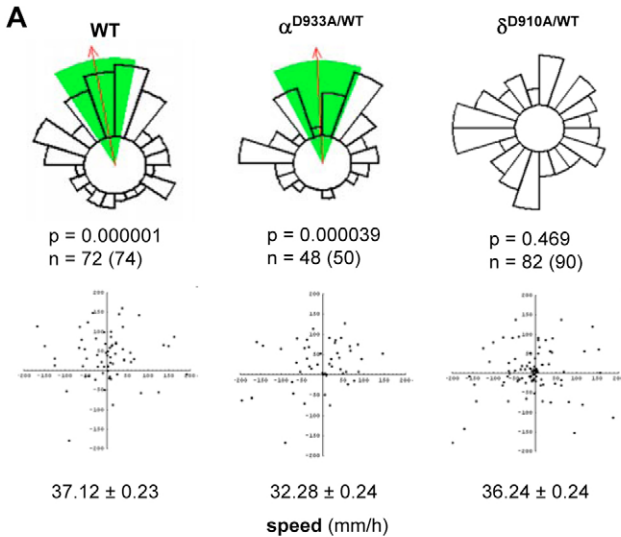 A
WT α^D933A/WT δ^D910A/WT
p = 0.000001 p = 0.000039 p = 0.469
n = 72 (74) n = 48 (50) n = 82 (90)
37.12 ± 0.23 32.28 ± 0.24 36.24 ± 0.24
speed (mm/h)